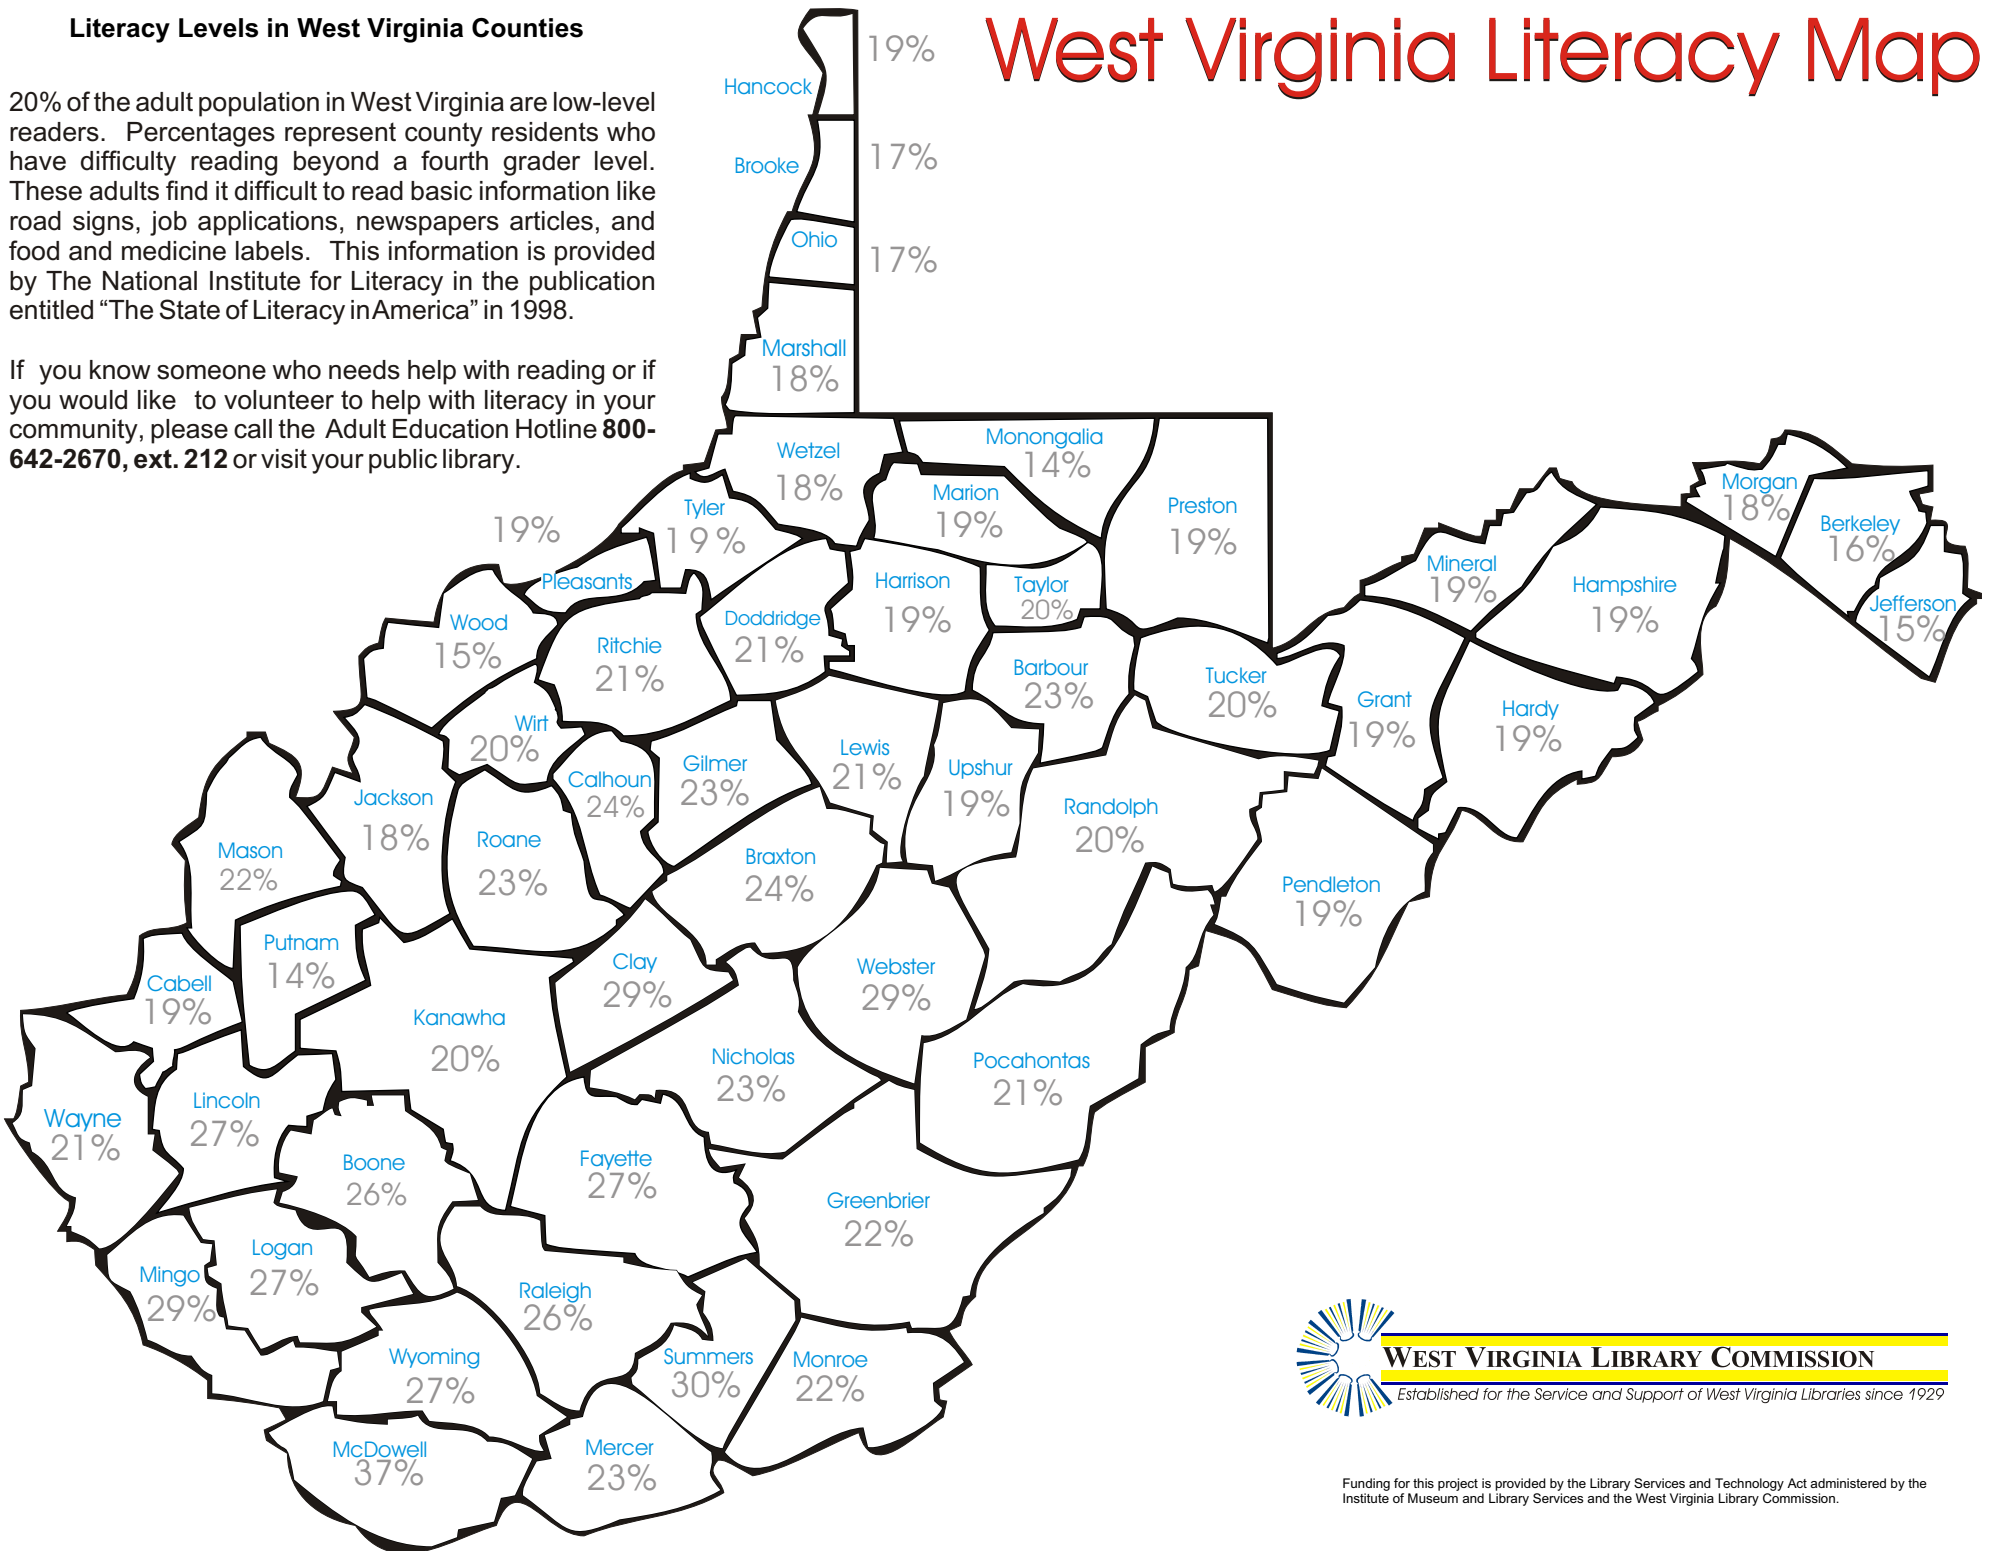 Literacy Levels in West Virginia Counties
West Virginia Literacy Map
20% of the adult population in West Virginia are low-level
readers. Percentages represent county residents who
have difficulty reading beyond a fourth grader level.
These adults find it difficult to read basic information like
road signs, job applications, newspapers articles, and
food and medicine labels. This information is provided
by The National Institute for Literacy in the publication
entitled “The State of Literacy in America” in 1998.
If you know someone who needs help with reading or if
you would like to volunteer to help with literacy in your
community, please call the Adult Education Hotline 800-
642-2670, ext. 212 or visit your public library.
Hancock
19%
Brooke
17%
Ohio
17%
Marshall
18%
Wetzel
18%
Monongalia
14%
Marion
19%
Preston
19%
Tyler
19%
Pleasants
19%
Morgan
18%
Berkeley
16%
Jefferson
15%
Mineral
19%
Hampshire
19%
Harrison
19%
Taylor
20%
Doddridge
21%
Wood
15%
Ritchie
21%
Barbour
23%
Tucker
20%
Grant
19%
Hardy
19%
Wirt
20%
Calhoun
24%
Gilmer
23%
Lewis
21%
Upshur
19%
Randolph
20%
Jackson
18%
Roane
23%
Mason
22%
Braxton
24%
Pendleton
19%
Putnam
14%
Cabell
19%
Clay
29%
Webster
29%
Kanawha
20%
Nicholas
23%
Pocahontas
21%
Wayne
21%
Lincoln
27%
Boone
26%
Fayette
27%
Greenbrier
22%
Logan
27%
Mingo
29%
Raleigh
26%
Wyoming
27%
Summers
30%
Monroe
22%
McDowell
37%
Mercer
23%
WEST VIRGINIA LIBRARY COMMISSION
Established for the Service and Support of West Virginia Libraries since 1929
Funding for this project is provided by the Library Services and Technology Act administered by the
Institute of Museum and Library Services and the West Virginia Library Commission.